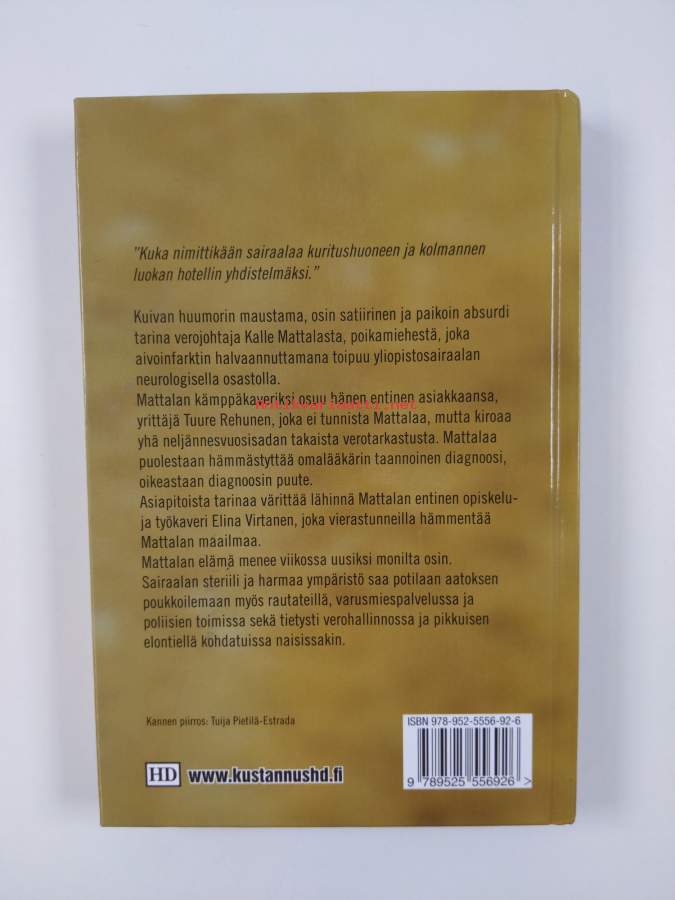 "Kuka nimittikään sairaalaa kuritushuoneen ja kolmannen
luokan hotellin yhdistelmäksi."
Kuivan huumorin maustama, osin satiirinen ja paikoin absurdi
tarina verojohtaja Kalle Mattalasta, poikamiehestä, joka
aivoinfarktin halvaannuttamana toipuu yliopistosairaalan
neurologisella osastolla.
Mattalan kämppäkaveriksi osuu hänen entinen asiakkaansa,
yrittäjä Tuure Rehunen, joka ei tunnista Mattalaa, mutta kiroaa
yhä neljännesvuosisadan takaista verotarkastusta. Mattalaa
puolestaan hämmästyttää omalääkärin taannoinen diagnoosi,
oikeastaan diagnoosin puute.
Asiapitoista tarinaa värittää lähinnä Mattalan entinen opiskelu-
ja työkaveri Elina Virtanen, joka vierastunneilla hämmentää
Mattalan maailmaa.
Mattalan elämä menee viikossa uusiksi monilta osin.
Sairaalan steriili ja harmaa ympäristö saa potilaan aatoksen
poukkoilemaan myös rautateillä, varusmiespalvelussa ja
poliisien toimissa sekä tietysti verohallinnossa ja pikkuisen
elontiellä kohdatuissa naisissakin.
Kannen piirros: Tuija Pietilä-Estrada
ISBN 978-952-5556-92-6
9 789525 556926 >
HD www.kustannushd.fi